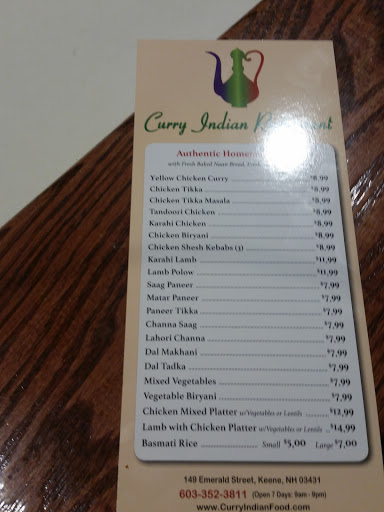 Curry Indian
Authentic
with Fresh Baked Naan Bread,
Yellow Chicken Curry $8.99
Chicken Tikka $8.99
Chicken Tikka Masala $8.99
Tandoori Chicken $8.99
Karahi Chicken $8.99
Chicken Biryani $8.99
Chicken Shesh Kebabs (3) $8.99
Karahi Lamb $11.99
Lamb Polow $11.99
Saag Paneer $7.99
Matar Paneer $7.99
Paneer Tikka $7.99
Channa Saag $7.99
Lahori Channa $7.99
Dal Makhani $7.99
Dal Tadka $7.99
Mixed Vegetables $7.99
Vegetable Biryani $7.99
Chicken Mixed Platter w/Vegetables or Lentils $12.99
Lamb with Chicken Platter w/Vegetables or Lentils $14.99
Basmati Rice Small $5.00 Large $7.00
149 Emerald Street, Keene, NH 03431
603-352-3811 (Open 7 Days: 9am - 9pm)
www.CurryIndianFood.com